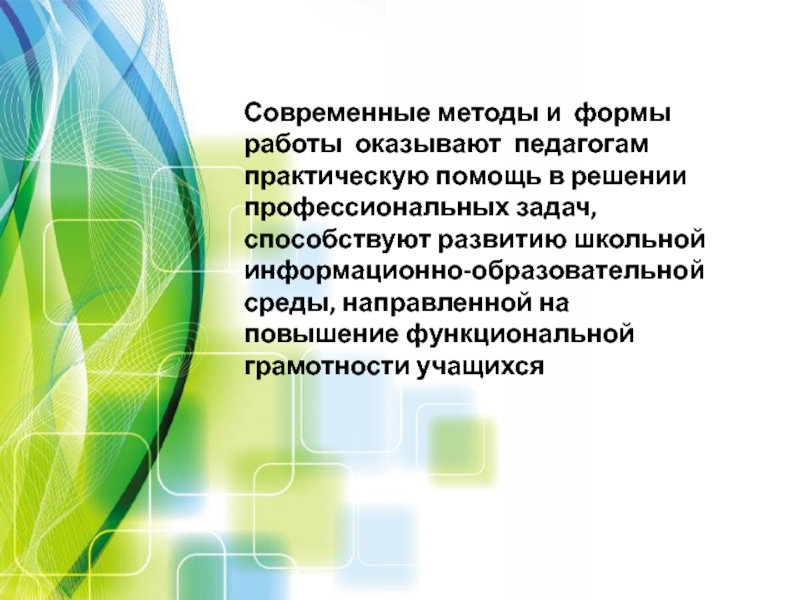 Современные методы и формы
работы оказывают педагогам
практическую помощь в решении
профессиональных задач,
способствуют развитию школьной
информационно-образовательной
среды, направленной на
повышение функциональной
грамотности учащихся